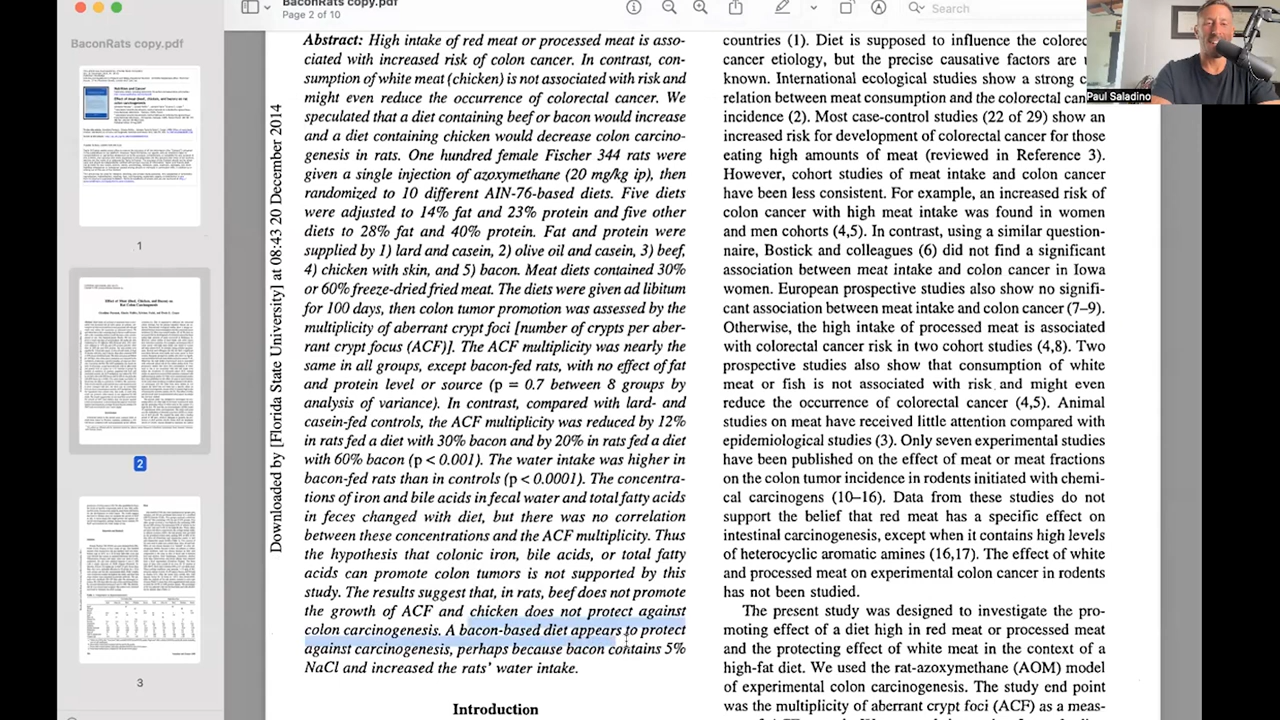 BaconRats copy.pdf
Page 2 of 10
Search
Paul Saladino
BaconRats copy.pdf
1
2
3
Downloaded by [Florida State University] at 08:43 20 December 2014
Abstract: High intake of red meat or processed meat is asso-
ciated with increased risk of colon cancer. In contrast, con-
sumption of white meat is not associated with risk and
might even reduce the occurrence of colorectal cancer. We
speculated that a diet containing beef or bacon would increase
and a diet containing chicken would decrease colon carcino-
genesis in rats. One hundred female Fischer 344 rats were
given a single injection of azoxymethane (20 mg/kg ip), then
randomized to 10 different AIN-76-based diets. Five diets
were adjusted to 14% fat and 23% protein and five other
diets to 28% fat and 40% protein. Fat and protein were
supplied by 1) lard and casein, 2) olive oil and casein, 3) beef,
4) chicken with skin, and 5) bacon. Meat diets contained 30%
or 60% freeze-dried fried meat. The diets were given ad libitum
for 100 days, then colon tumor promotion was assessed by the
multiplicity of aberrant crypt foci [number of crypts per aber-
rant crypt focus (ACF)]. The ACF multiplicity was nearly the
same in all groups, except bacon-fed rats, with no effect of fat
and protein level or source (p = 0.7 between 8 groups by
analysis of variance). In contrast, compared with lard- and
casein-fed controls, the ACF multiplicity was reduced by 12%
in rats fed a diet with 30% bacon and by 20% in rats fed a diet
with 60% bacon (p < 0.001). The water intake was higher in
bacon-fed rats than in controls (p < 0.0001). The concentra-
tions of iron and bile acids in fecal water and total fatty acids
in feces changed with diet, but there was no correlation
between these concentrations and the ACF multiplicity. Thus
the hypothesis that colonic iron, bile acids, or total fatty
acids can promote colon tumors is not supported by this
study. The results suggest that, in rats, beef does not promote
the growth of ACF and chicken does not protect against
colon carcinogenesis. A bacon-based diet appears to protect
against carcinogenesis, perhaps because bacon contains 5%
NaCl and increased the rats' water intake.
Introduction
countries (1). Diet is supposed to influence the colorec
cancer etiology, but the precise causative factors are un
known. International ecological studies show a strong c
lation between the average meat intake and the colon ca
incidence (2). Most case-control studies (22 of 29) show an
increased risk for development of colorectal cancer for those
eating high levels of red meat (reviewed in Reference 3).
However, cohort studies of meat intake and colon cancer
have been less consistent. For example, an increased risk of
colon cancer with high meat intake was found in women
and men cohorts (4,5). In contrast, using a similar question-
naire, Bostick and colleagues (6) did not find a significant
association between meat intake and colon cancer in Iowa
women. European prospective studies also show no signifi-
cant link between fresh meat intake and colon cancer (7–9).
Otherwise, consumption of processed meat is associated
with colon cancer risk in two cohort studies (4,8). Two
prospective studies show that consumption of white
meat or fish is not associated with risk and might even
reduce the occurrence of colorectal cancer (4,5). Animal
studies on meat have received little attention compared with
epidemiological studies (3). Only seven experimental studies
have been published on the effect of meat or meat fractions
on the colon tumor incidence in rodents initiated with chemi-
cal carcinogens (10–16). Data from these studies do not
support the belief that red meat has a specific effect on
intestinal carcinogenesis, except if it contains high levels
of heterocyclic aromatic amines (16,17). The effect of white
and processed meat on experimental colon cancer in rodents
has not been tested.
The present study was designed to investigate the pro-
moting effect of a diet high in red meat or processed meat
and the protecting effect of white meat in the context of a
high-fat diet. We used the rat-azoxymethane (AOM) model
of experimental colon carcinogenesis. The study end point
was the multiplicity of aberrant crypt foci (ACF) as a meas-